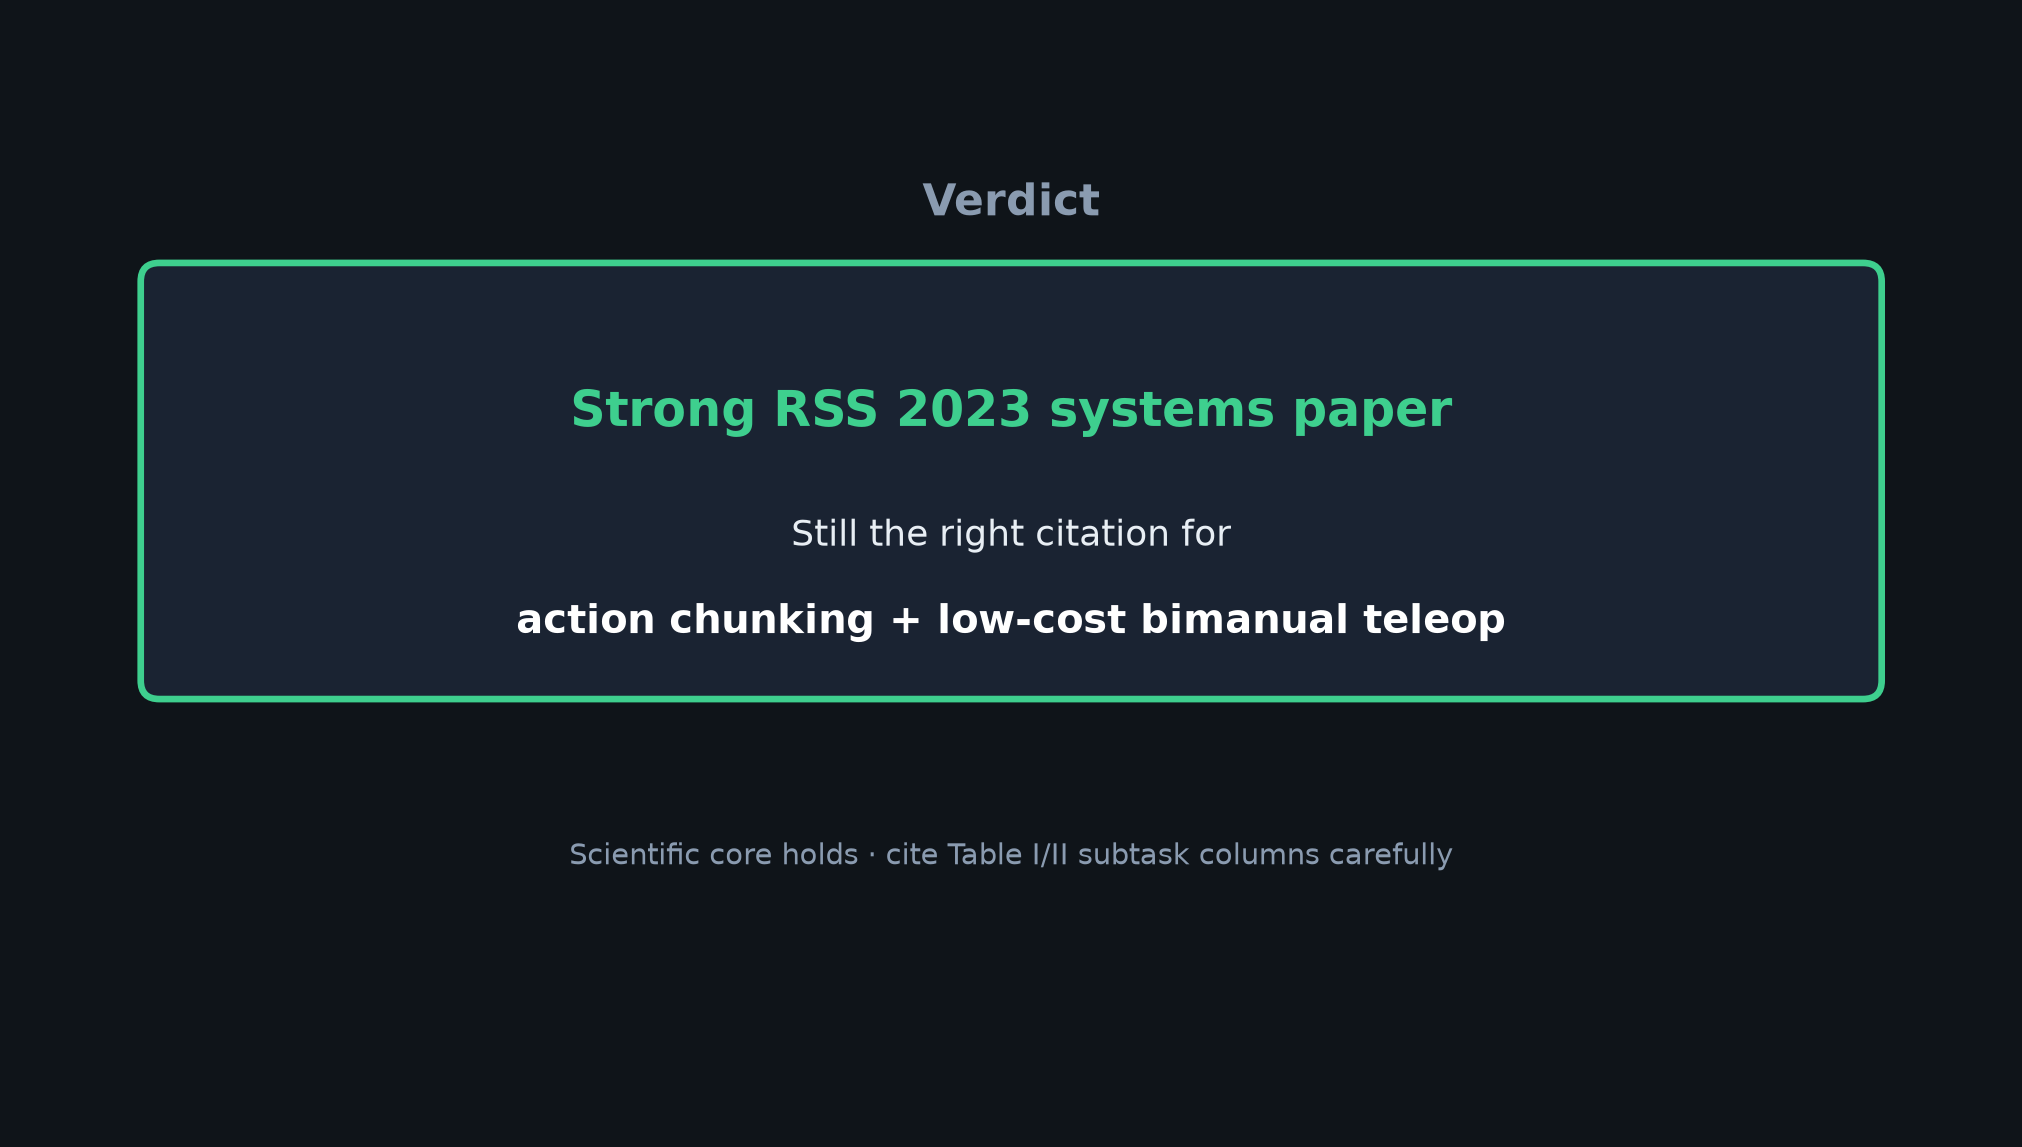 Verdict
Strong RSS 2023 systems paper
Still the right citation for
action chunking + low-cost bimanual teleop
Scientific core holds · cite Table I/II subtask columns carefully